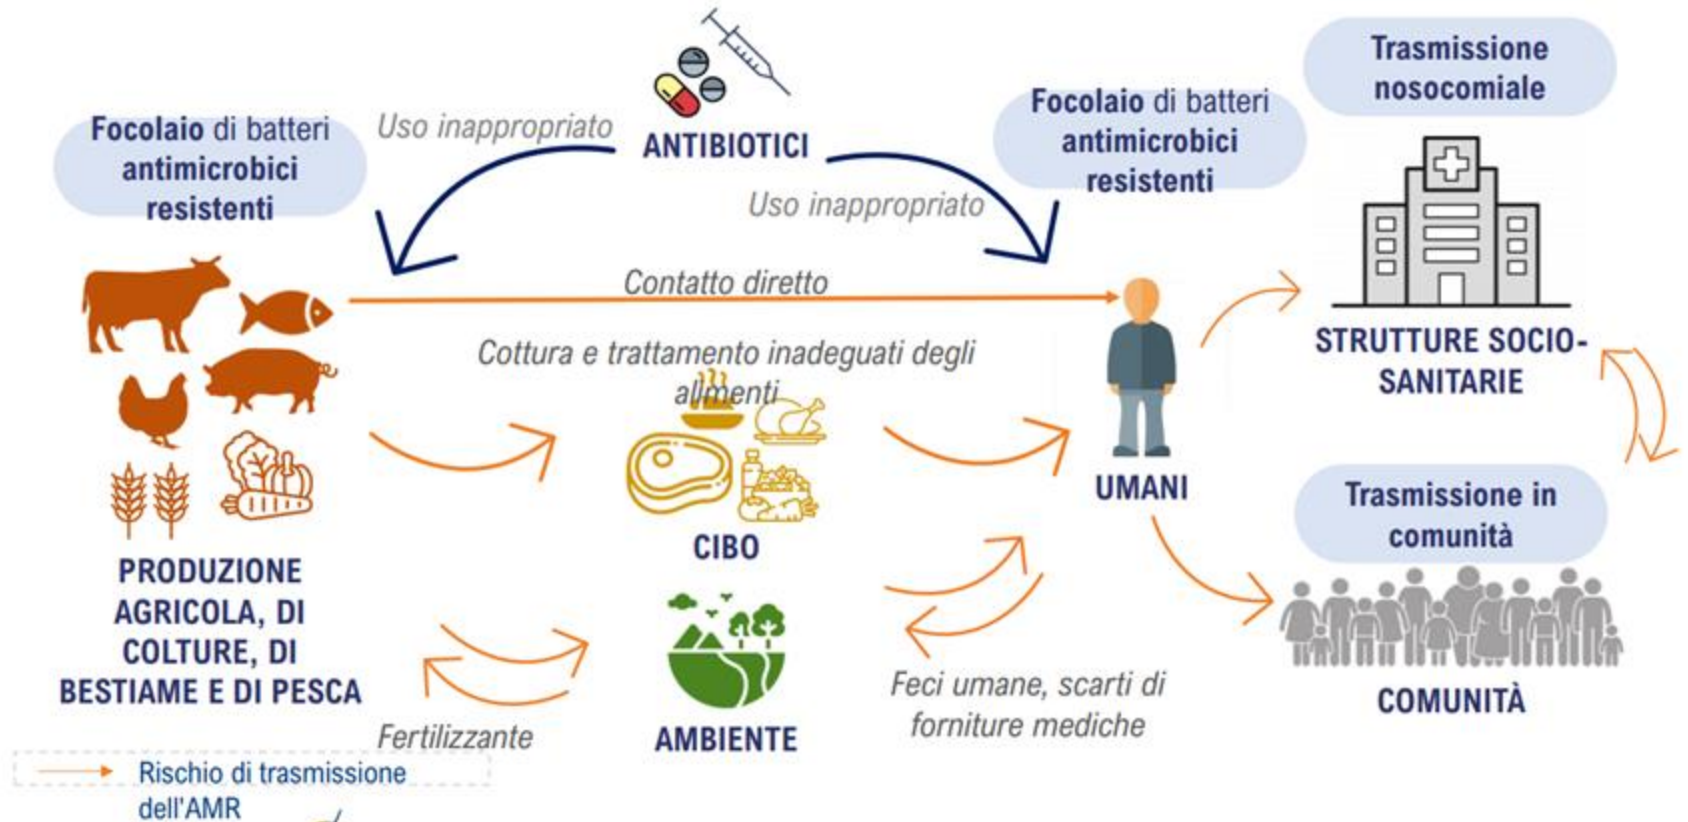 Trasmissione
nosocomiale
Focolaio di batteri
antimicrobici
resistenti
Uso inappropriato
ANTIBIOTICI
Focolaio di batteri
antimicrobici
resistenti
Uso inappropriato
Contatto diretto
Cottura e trattamento inadeguati degli
alimenti
STRUTTURE SOCIO-
SANITARIE
UMANI
Trasmissione in
comunità
CIBO
PRODUZIONE
AGRICOLA, DI
COLTURE, DI
BESTIAME E DI PESCA
Feci umane, scarti di
forniture mediche
COMUNITÀ
Fertilizzante
AMBIENTE
Rischio di trasmissione
dell'AMR